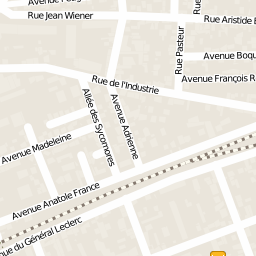 Avenue
Rue Jean Wiener
Rue Aristide B
Rue Pasteur
Avenue Boqu
Avenue François R
Rue de l'Industrie
Allée des Sycomores
Avenue Adrienne
Avenue Madeleine
Avenue Anatole France
ue du Général Leclerc